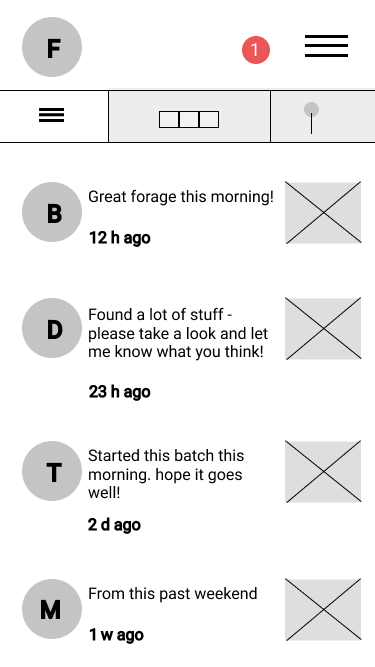 F
1
B
Great forage this morning!
12 h ago
D
Found a lot of stuff -
please take a look and let
me know what you think!
23 h ago
T
Started this batch this
morning. hope it goes
well!
2 d ago
M
From this past weekend
1 w ago